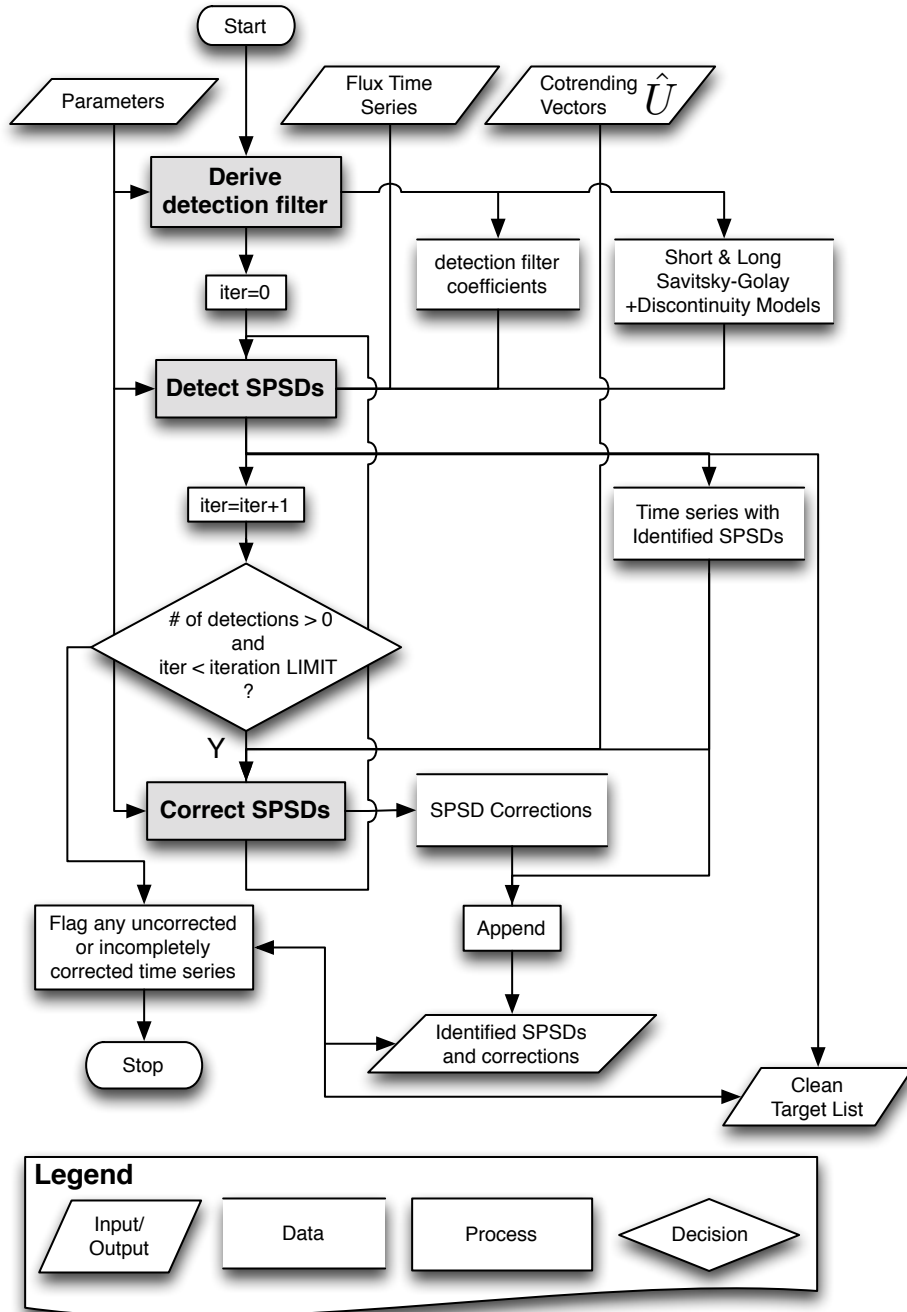 Start
Parameters
Flux Time
Series
Cotrending
Vectors
Û
Derive
detection filter
iter=0
detection filter
coefficients
Short & Long
Savitsky-Golay
+Discontinuity Models
Detect SPSDs
iter=iter+1
Time series with
Identified SPSDs
# of detections > 0
and
iter < iteration LIMIT
?
Y
Correct SPSDs
SPSD Corrections
Flag any uncorrected
or incompletely
corrected time series
Append
Stop
Identified SPSDs
and corrections
Clean
Target List
Legend
Input/
Output
Data
Process
Decision